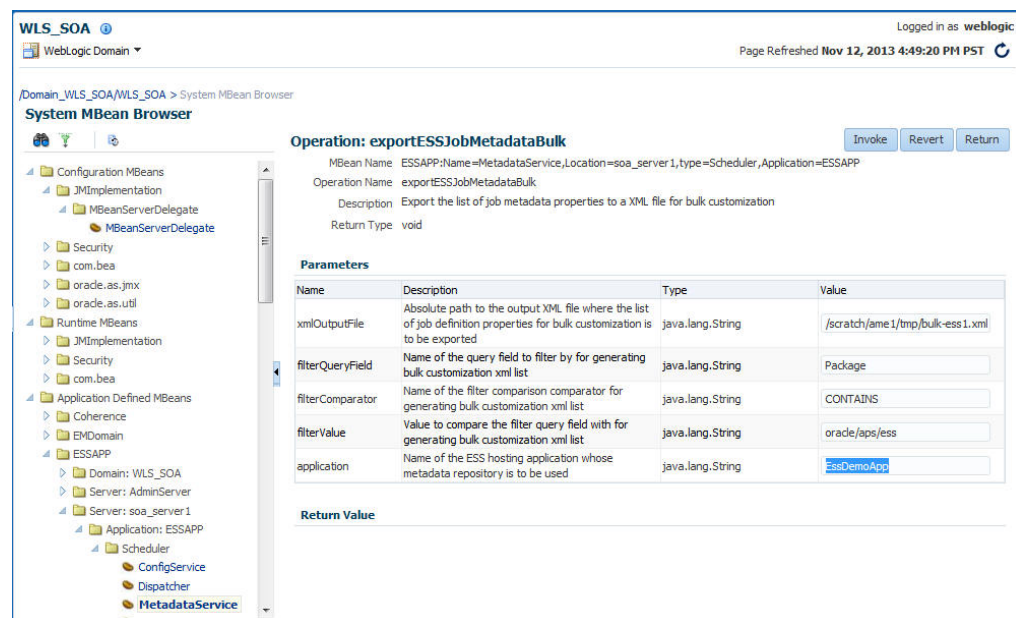 WLS_SOA
Logged in as weblogic
WebLogic Domain
Page Refreshed Nov 12, 2013 4:49:20 PM PST
/Domain_WLS_SOA/WLS_SOA > System MBean Browser
System MBean Browser
Configuration MBeans
JMImplementation
MBeanServerDelegate
MBeanServerDelegate
Security
com.bea
oracle.as.jmx
oracle.as.util
Runtime MBeans
JMImplementation
Security
com.bea
Application Defined MBeans
Coherence
EMDomain
ESSAPP
Domain: WLS_SOA
Server: AdminServer
Server: soa_server1
Application: ESSAPP
Scheduler
ConfigService
Dispatcher
MetadataService
Operation: exportESSJobMetadataBulk
Invoke Revert Return
MBean Name ESSAPP:Name=MetadataService,Location=soa_server1,type=Scheduler,Application=ESSAPP
Operation Name exportESSJobMetadataBulk
Description Export the list of job metadata properties to a XML file for bulk customization
Return Type void
Parameters
Name Description Type Value
xmlOutputFile Absolute path to the output XML file where the list of job definition properties for bulk customization is to be exported java.lang.String /scratch/ame1/tmp/bulk-ess1.xml
filterQueryField Name of the query field to filter by for generating bulk customization xml list java.lang.String Package
filterComparator Name of the filter comparison comparator for generating bulk customization xml list java.lang.String CONTAINS
filterValue Value to compare the filter query field with for generating bulk customization xml list java.lang.String oracle/aps/ess
application Name of the ESS hosting application whose metadata repository is to be used java.lang.String EssDemoApp
Return Value